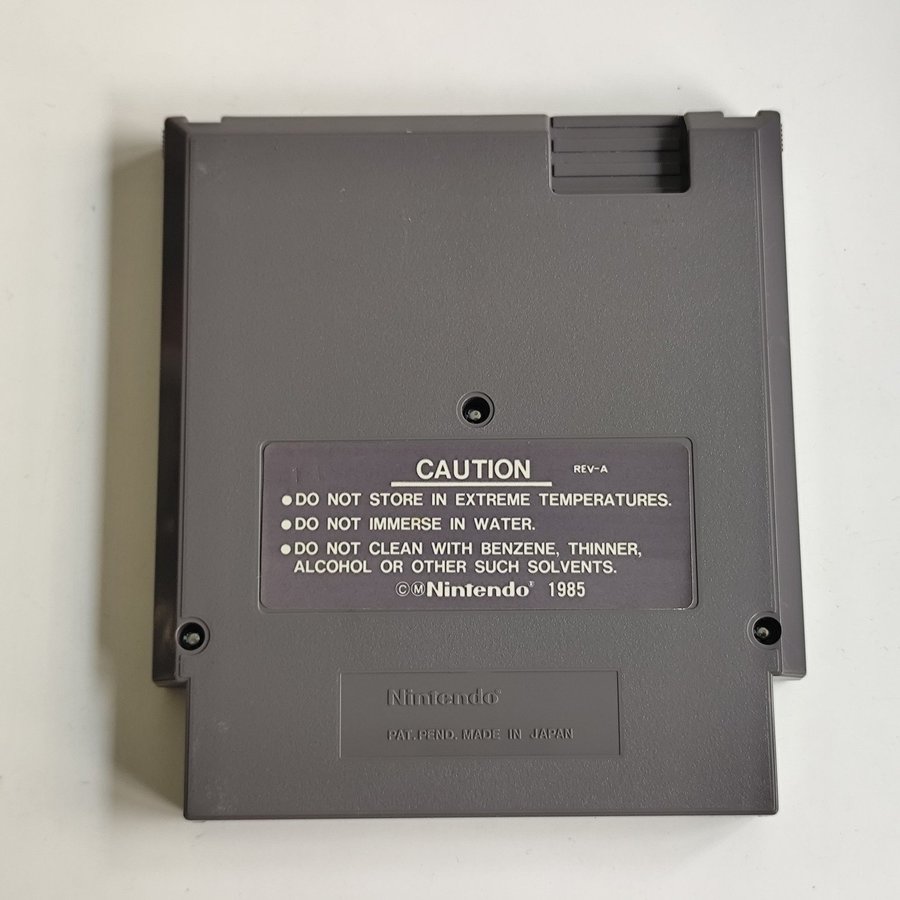 CAUTION REV-A
●DO NOT STORE IN EXTREME TEMPERATURES.
●DO NOT IMMERSE IN WATER.
●DO NOT CLEAN WITH BENZENE, THINNER,
ALCOHOL OR OTHER SUCH SOLVENTS.
©ⓂNintendo® 1985
Nintendo®
PAT. PEND. MADE IN JAPAN